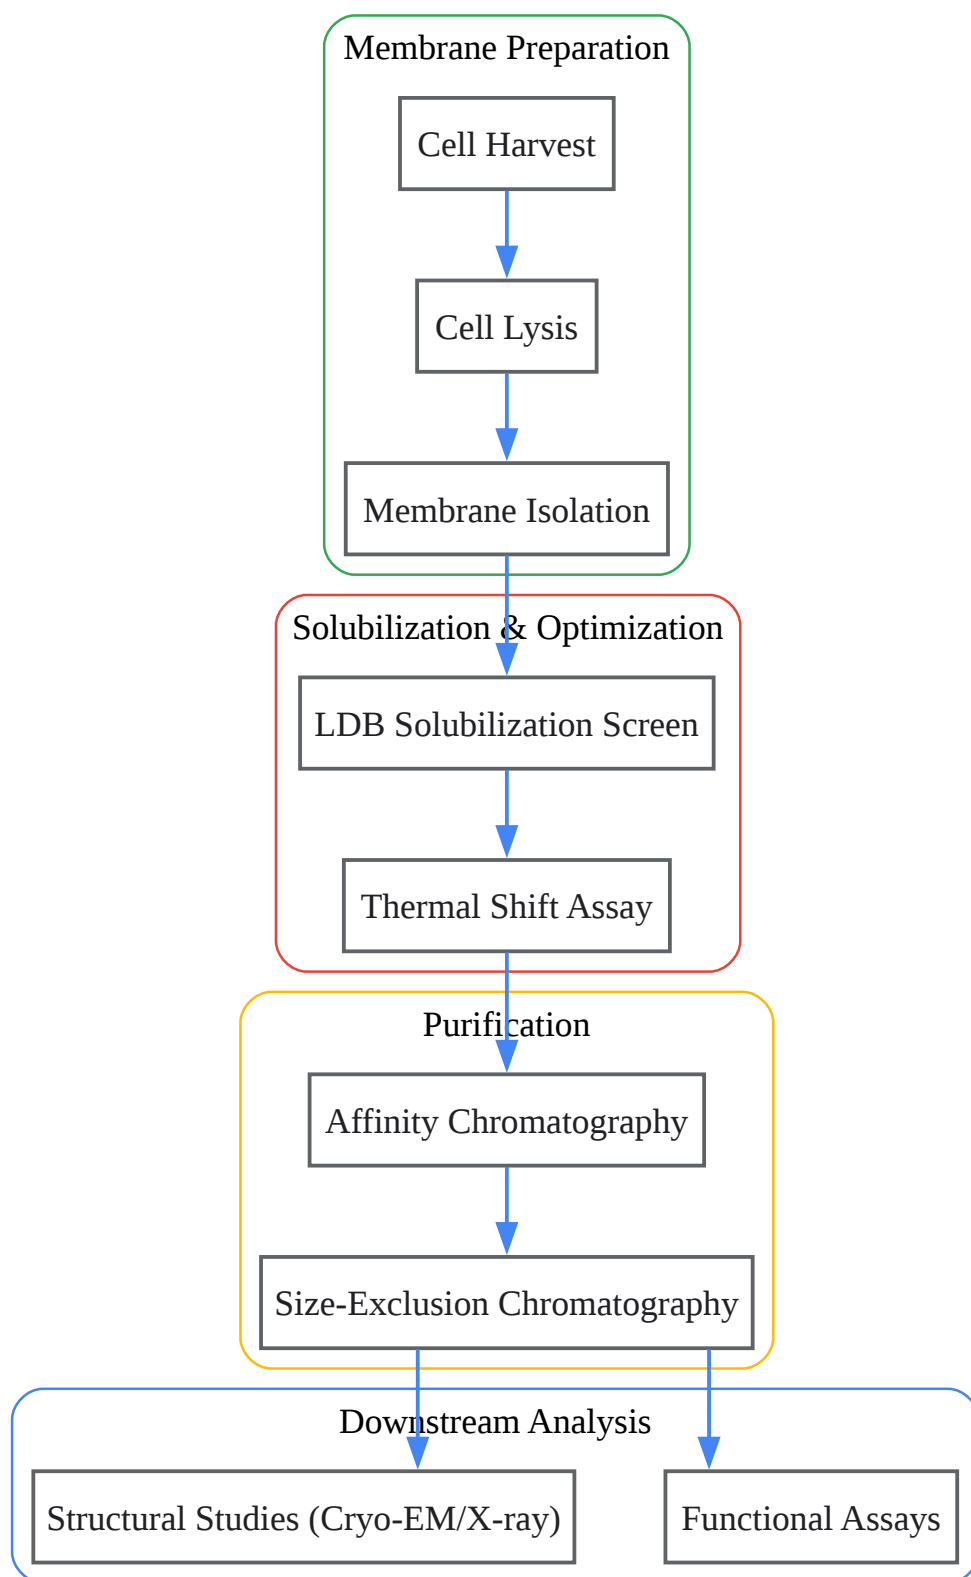 Membrane Preparation
Cell Harvest
Cell Lysis
Membrane Isolation
Solubilization & Optimization
LDB Solubilization Screen
Thermal Shift Assay
Purification
Affinity Chromatography
Size-Exclusion Chromatography
Downstream Analysis
Structural Studies (Cryo-EM/X-ray)
Functional Assays